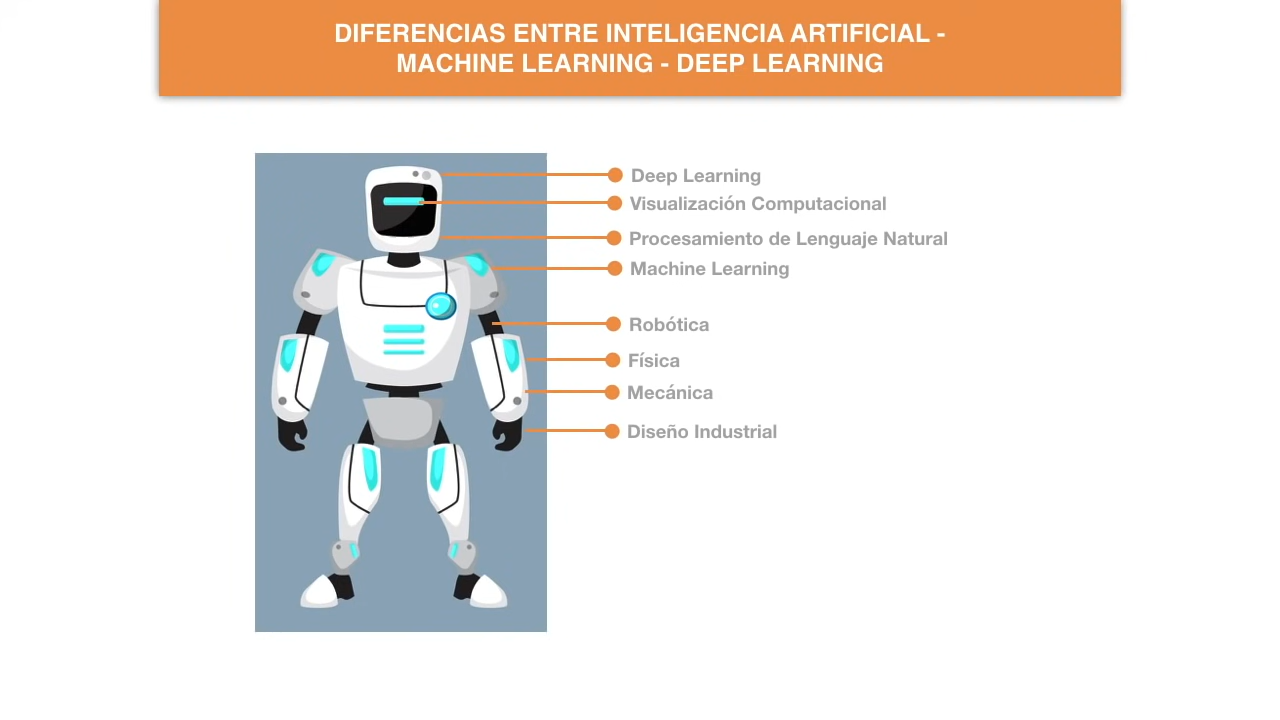 DIFERENCIAS ENTRE INTELIGENCIA ARTIFICIAL -
MACHINE LEARNING - DEEP LEARNING
Deep Learning
Visualización Computacional
Procesamiento de Lenguaje Natural
Machine Learning
Robótica
Física
Mecánica
Diseño Industrial